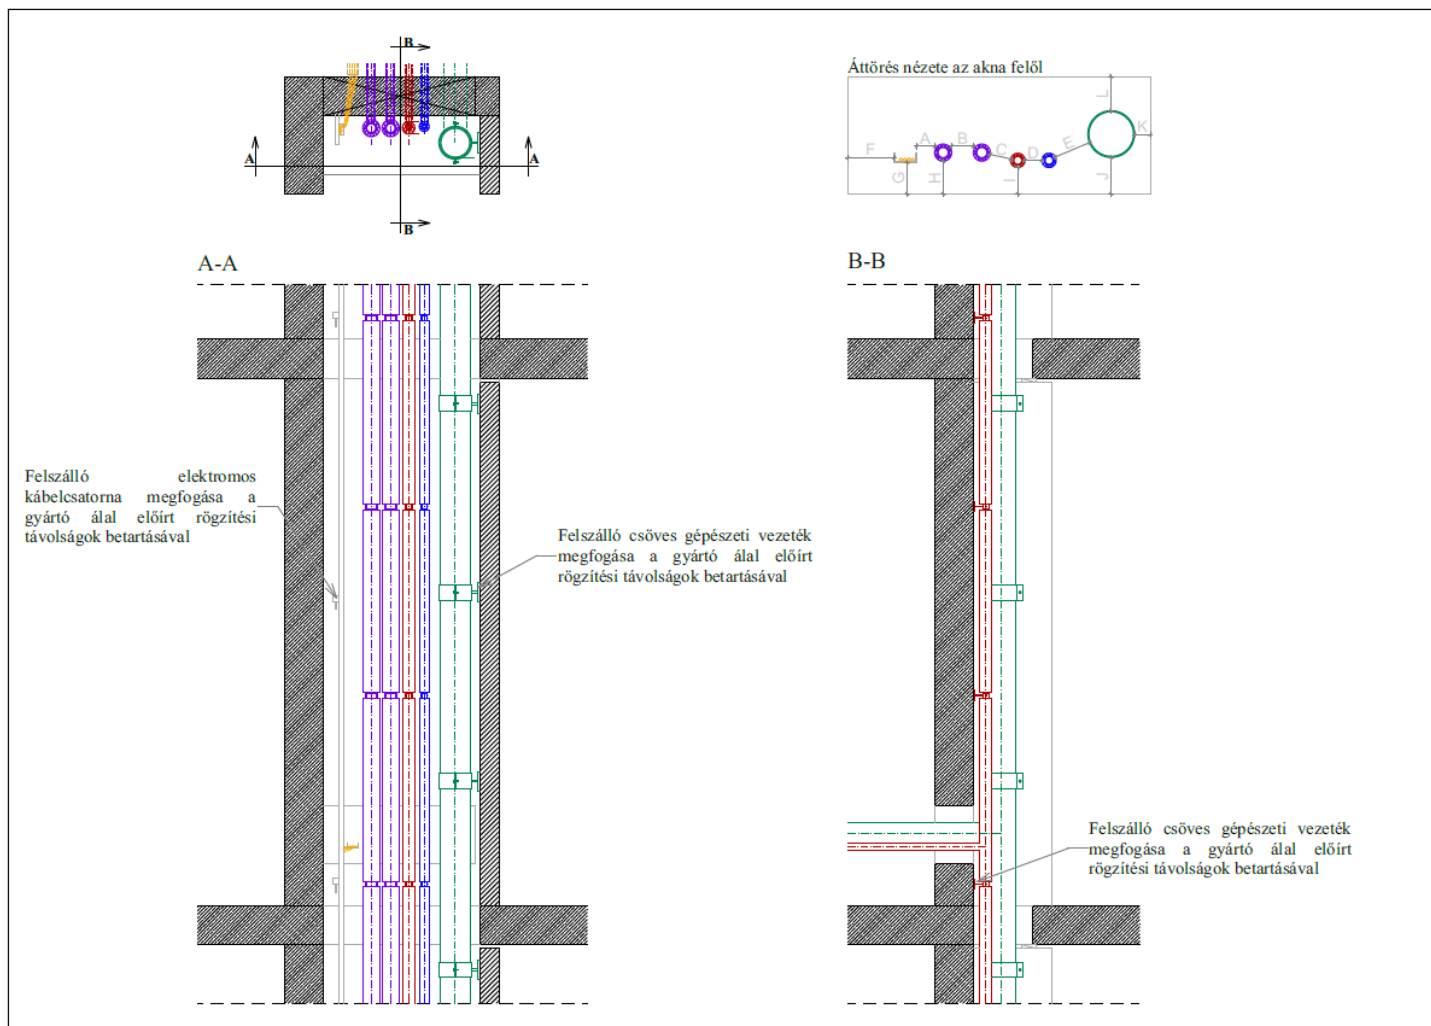 B
A
A
B
Áttörés nézete az akna felől
A
B
C
D
E
F
G
H
I
J
K
L
A-A
B-B
Felszálló elektromos
kábelcsatorna megfogása a
gyártó álal előírt rögzítési
távolságok betartásával
Felszálló csöves gépészeti vezeték
megfogása a gyártó álal előírt
rögzítési távolságok betartásával
Felszálló csöves gépészeti vezeték
megfogása a gyártó álal előírt
rögzítési távolságok betartásával